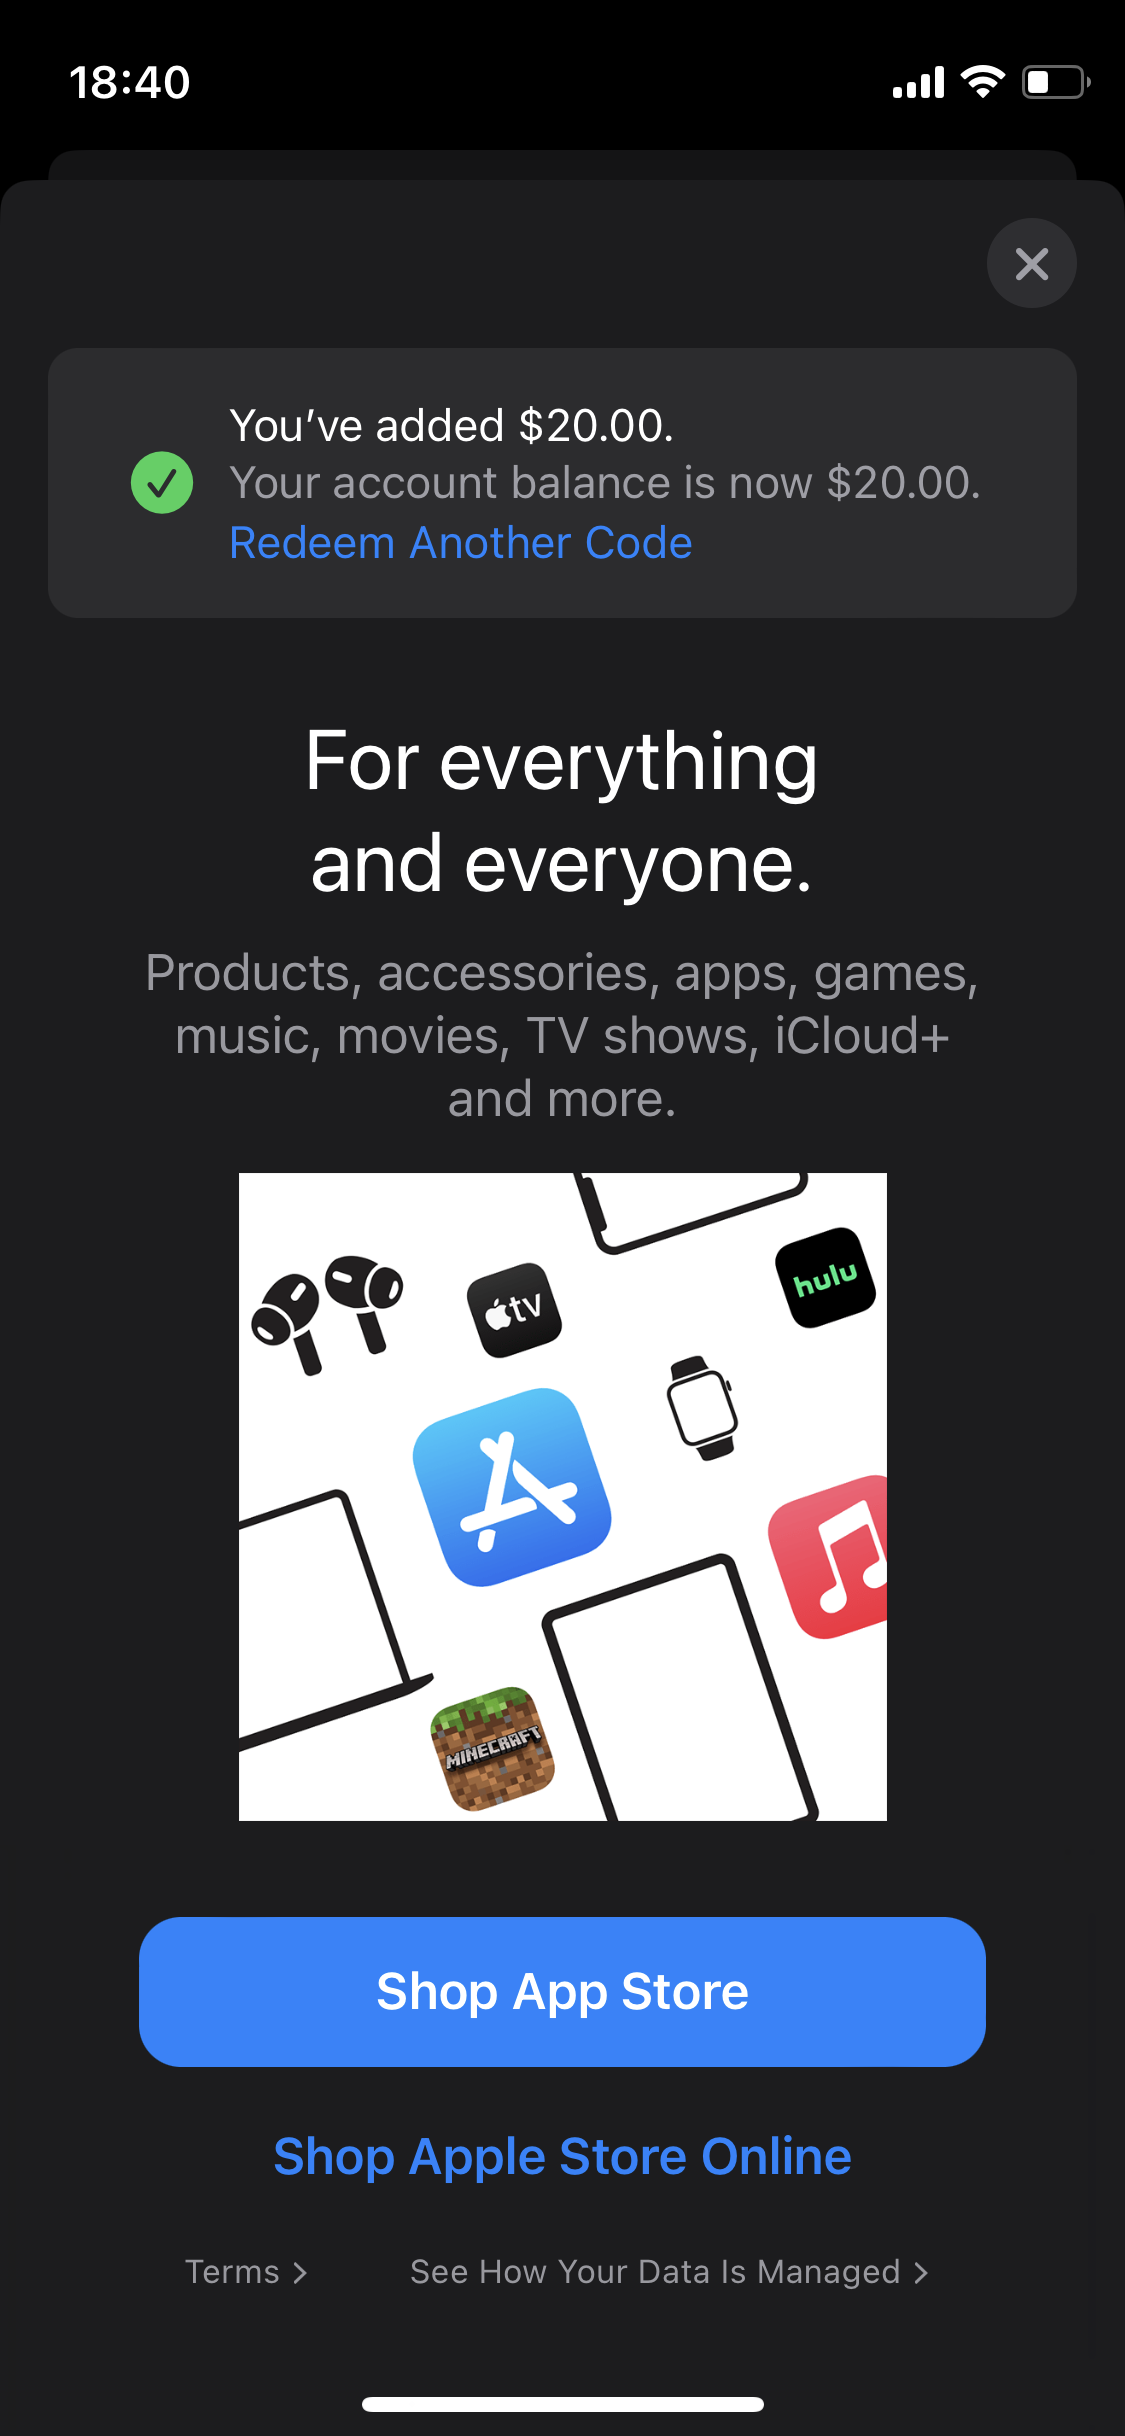 18:40
You’ve added $20.00.
Your account balance is now $20.00.
Redeem Another Code
For everything
and everyone.
Products, accessories, apps, games,
music, movies, TV shows, iCloud+
and more.
tv
hulu
MINECRAFT
Shop App Store
Shop Apple Store Online
Terms
See How Your Data Is Managed